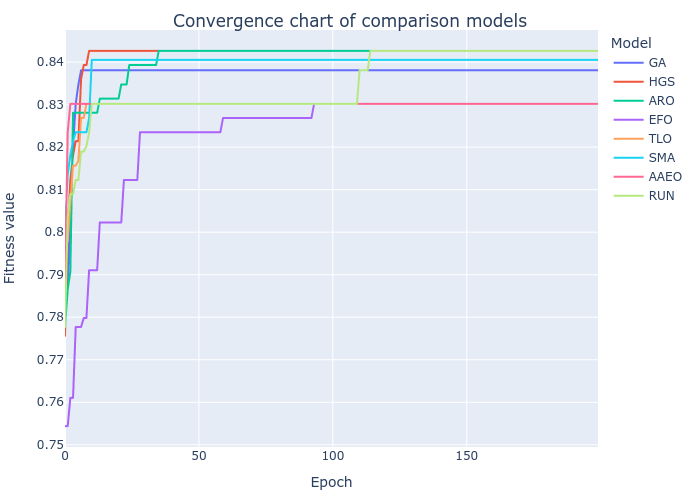 Convergence chart of comparison models
Model
GA
HGS
ARO
EFO
TLO
SMA
AAEO
RUN
Fitness value
0.84
0.83
0.82
0.81
0.8
0.79
0.78
0.77
0.76
0.75
0
50
100
150
Epoch